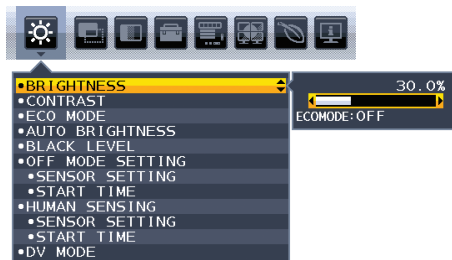 •BRIGHTNESS
•CONTRAST
•ECO MODE
•AUTO BRIGHTNESS
•BLACK LEVEL
•OFF MODE SETTING
•SENSOR SETTING
•START TIME
•HUMAN SENSING
•SENSOR SETTING
•START TIME
•DV MODE
30.0%
ECOMODE:OFF